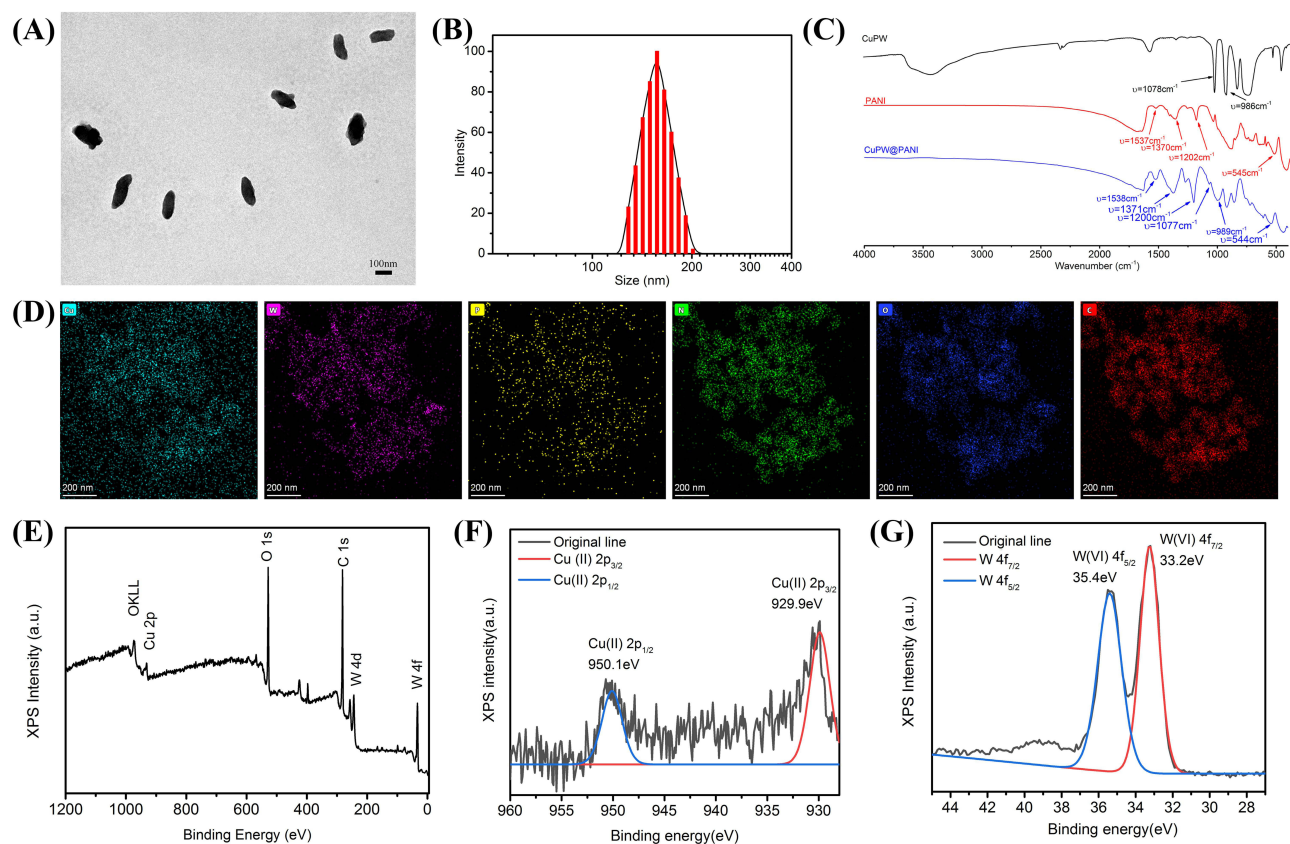 (A)
100nm
(B)
Intensity
100
80
60
40
20
0
100
200
300
400
Size (nm)
(C)
CuPW
υ=1078cm⁻¹
υ=986cm⁻¹
PANI
υ=1537cm⁻¹
υ=1370cm⁻¹
υ=1202cm⁻¹
υ=545cm⁻¹
CuPW@PANI
υ=1538cm⁻¹
υ=1371cm⁻¹
υ=1200cm⁻¹
υ=1077cm⁻¹
υ=989cm⁻¹
υ=544cm⁻¹
4000 3500 3000 2500 2000 1500 1000 500
Wavenumber (cm⁻¹)
(D)
Cu
W
P
N
O
C
200 nm
200 nm
200 nm
200 nm
200 nm
200 nm
(E)
XPS Intensity (a.u.)
OKLL
Cu 2p
O 1s
C 1s
W 4d
W 4f
1200 1000 800 600 400 200 0
Binding Energy (eV)
(F)
XPS intensity(a.u.)
Original line
Cu (II) 2p₃/₂
Cu(II) 2p₁/₂
Cu(II) 2p₁/₂
950.1eV
Cu(II) 2p₃/₂
929.9eV
960 955 950 945 940 935 930
Binding energy(eV)
(G)
XPS Intensity (a.u.)
Original line
W 4f₇/₂
W 4f₅/₂
W(VI) 4f₅/₂
35.4eV
W(VI) 4f₇/₂
33.2eV
44 42 40 38 36 34 32 30 28
Binding energy(eV)